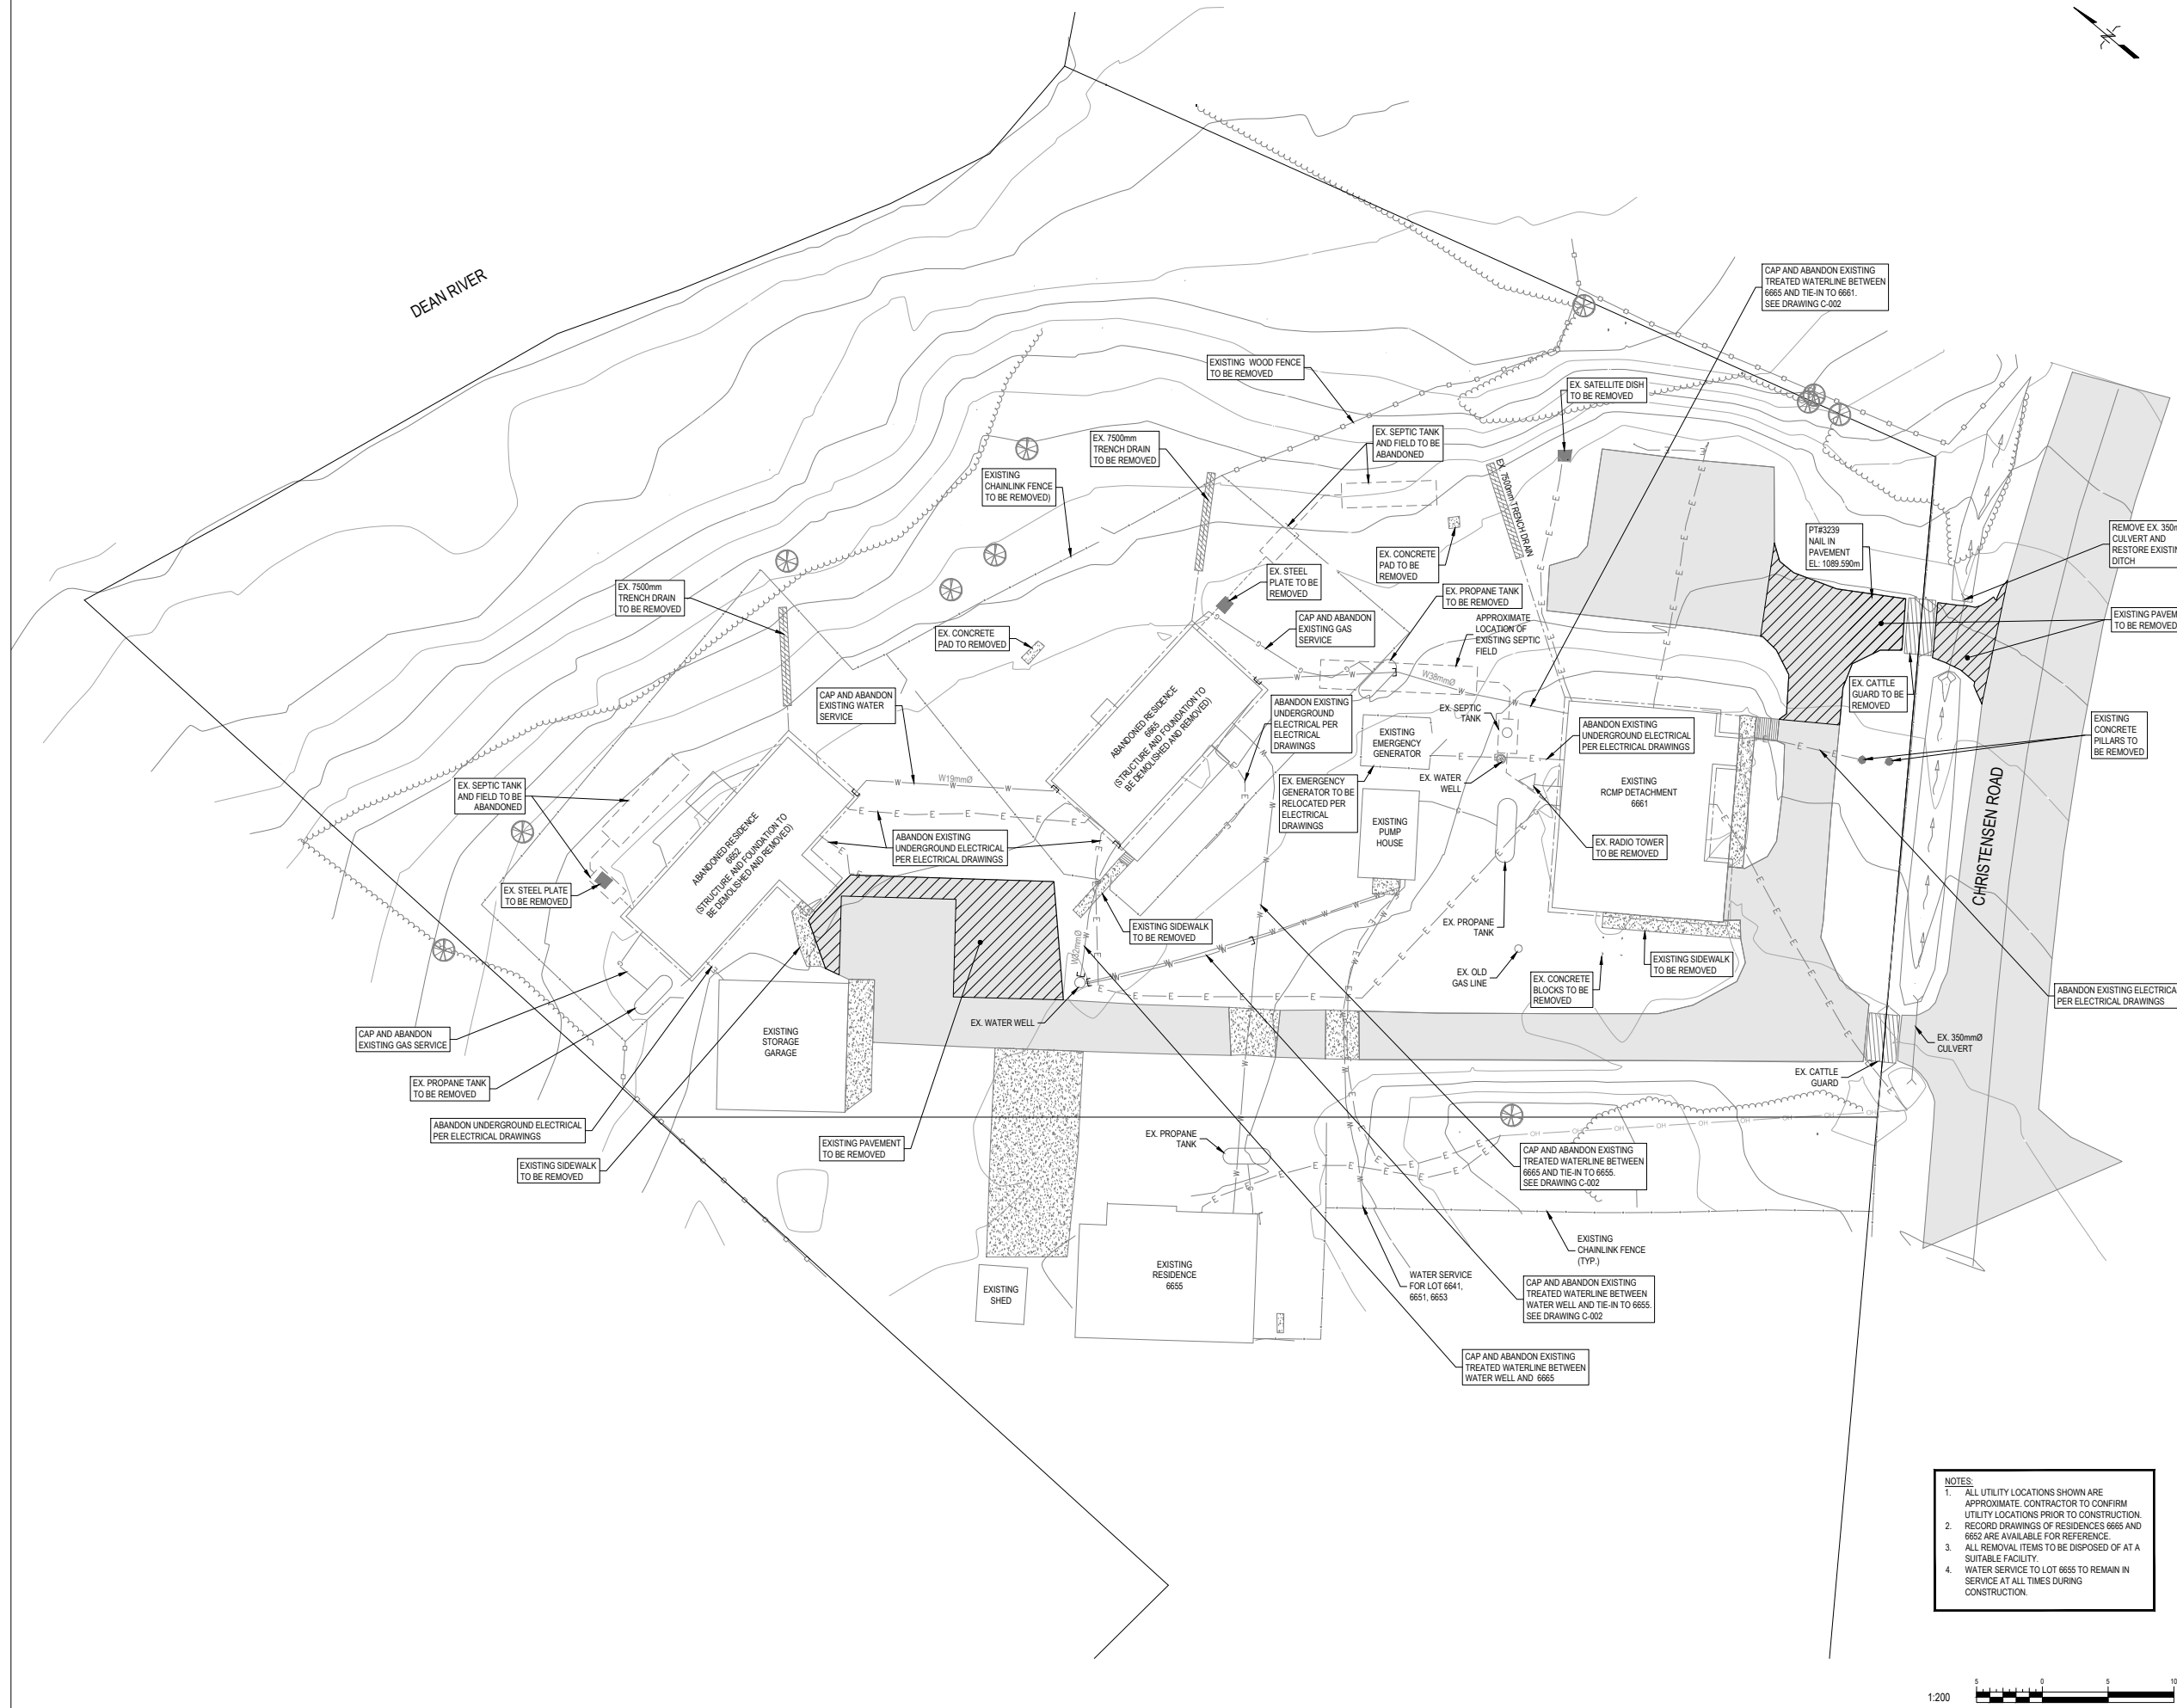 DEAN RIVER
CAP AND ABANDON EXISTING
TREATED WATERLINE BETWEEN
6665 AND TIE-IN TO 6661.
SEE DRAWING C-002
EXISTING WOOD FENCE
TO BE REMOVED
EX. SATELLITE DISH
TO BE REMOVED
EX. 7500mm
TRENCH DRAIN
TO BE REMOVED
EX. SEPTIC TANK
AND FIELD TO BE
ABANDONED
EXISTING
CHAINLINK FENCE
TO BE REMOVED)
EX. 7500mm TRENCH DRAIN
PT#3239
NAIL IN
PAVEMENT
EL: 1089.590m
CULVERT AND
DITCH
EX. CONCRETE
PAD TO BE
REMOVED
EX. STEEL
PLATE TO BE
REMOVED
EX. 7500mm
TRENCH DRAIN
TO BE REMOVED
EX. PROPANE TANK
TO BE REMOVED
CAP AND ABANDON
EXISTING GAS
SERVICE
APPROXIMATE
LOCATION OF
EXISTING SEPTIC
FIELD
TO BE REMOVED
EX. CONCRETE
PAD TO REMOVED
W38mmØ
EX. CATTLE
GUARD TO BE
REMOVED
CAP AND ABANDON
EXISTING WATER
SERVICE
ABANDONED RESIDENCE
6665
(STRUCTURE AND FOUNDATION TO
BE DEMOLISHED AND REMOVED)
ABANDON EXISTING
UNDERGROUND
ELECTRICAL PER
ELECTRICAL
DRAWINGS
EX. SEPTIC
TANK
EXISTING
EMERGENCY
GENERATOR
ABANDON EXISTING
UNDERGROUND ELECTRICAL
PER ELECTRICAL DRAWINGS
EXISTING
CONCRETE
PILLARS TO
BE REMOVED
W19mmØ
EX. WATER
WELL
EXISTING
RCMP DETACHMENT
6661
EX. EMERGENCY
GENERATOR TO BE
RELOCATED PER
ELECTRICAL
DRAWINGS
EX. SEPTIC TANK
AND FIELD TO BE
ABANDONED
ABANDONED RESIDENCE
6652
(STRUCTURE AND FOUNDATION TO
BE DEMOLISHED AND REMOVED)
ABANDON EXISTING
UNDERGROUND ELECTRICAL
PER ELECTRICAL DRAWINGS
EXISTING
PUMP
HOUSE
EX. RADIO TOWER
TO BE REMOVED
CHRISTENSEN ROAD
EX. STEEL PLATE
TO BE REMOVED
EXISTING SIDEWALK
TO BE REMOVED
EX. PROPANE
TANK
W32mmØ
EXISTING SIDEWALK
TO BE REMOVED
EX. OLD
GAS LINE
EX. CONCRETE
BLOCKS TO BE
REMOVED
ABANDON EXISTING
PER ELECTRICAL DRAWINGS
CAP AND ABANDON
EXISTING GAS SERVICE
EXISTING
STORAGE
GARAGE
EX. WATER WELL
EX. 350mmØ
CULVERT
EX. CATTLE
GUARD
EX. PROPANE TANK
TO BE REMOVED
ABANDON UNDERGROUND ELECTRICAL
PER ELECTRICAL DRAWINGS
EXISTING PAVEMENT
TO BE REMOVED
EX. PROPANE
TANK
EXISTING SIDEWALK
TO BE REMOVED
CAP AND ABANDON EXISTING
TREATED WATERLINE BETWEEN
6665 AND TIE-IN TO 6655.
SEE DRAWING C-002
EXISTING
CHAINLINK FENCE
(TYP.)
EXISTING
RESIDENCE
6655
EXISTING
SHED
WATER SERVICE
FOR LOT 6641,
6651, 6653
CAP AND ABANDON EXISTING
TREATED WATERLINE BETWEEN
WATER WELL AND TIE-IN TO 6655.
SEE DRAWING C-002
CAP AND ABANDON EXISTING
TREATED WATERLINE BETWEEN
WATER WELL AND 6665
NOTES:
1. ALL UTILITY LOCATIONS SHOWN ARE
APPROXIMATE. CONTRACTOR TO CONFIRM
UTILITY LOCATIONS PRIOR TO CONSTRUCTION.
2. RECORD DRAWINGS OF RESIDENCES 6665 AND
6652 ARE AVAILABLE FOR REFERENCE.
3. ALL REMOVAL ITEMS TO BE DISPOSED OF AT A
SUITABLE FACILITY.
4. WATER SERVICE TO LOT 6655 TO REMAIN IN
SERVICE AT ALL TIMES DURING
CONSTRUCTION.
1:200
5 0 5 10